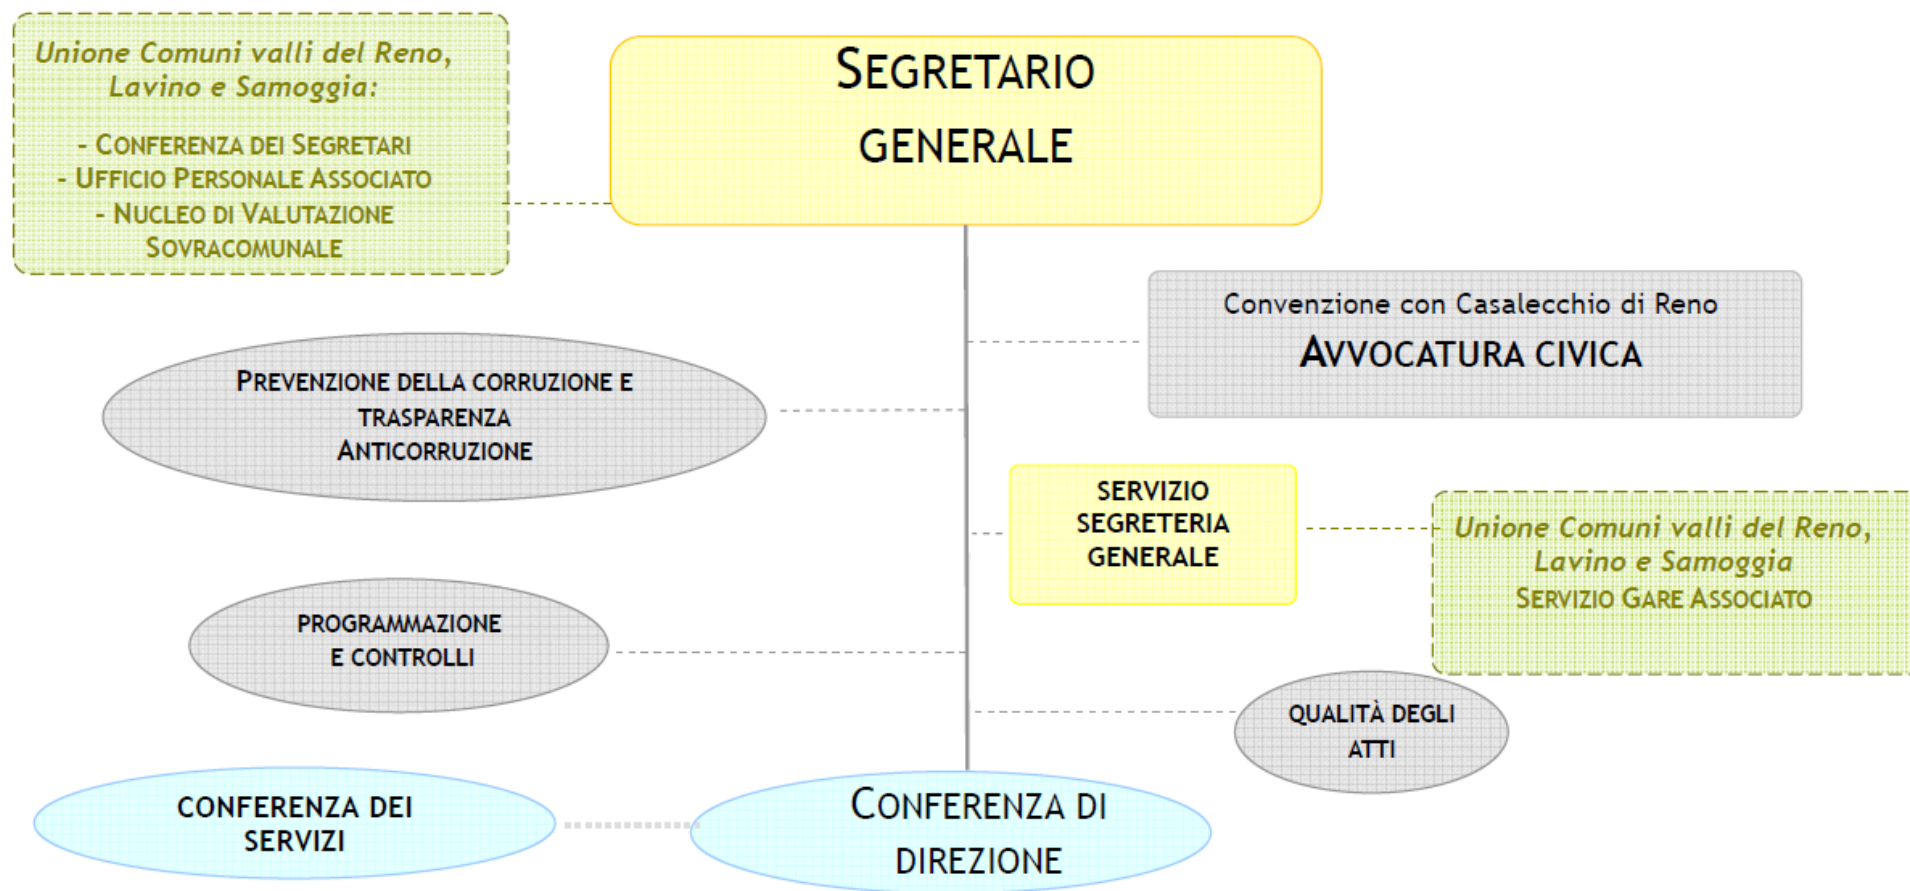 Unione Comuni valli del Reno,
Lavino e Samoggia:
- CONFERENZA DEI SEGRETARI
- UFFICIO PERSONALE ASSOCIATO
- NUCLEO DI VALUTAZIONE
SOVRACOMUNALE
SEGRETARIO
GENERALE
Convenzione con Casalecchio di Reno
AVVOCATURA CIVICA
PREVENZIONE DELLA CORRUZIONE E
TRASPARENZA
ANTICORRUZIONE
SERVIZIO
SEGRETERIA
GENERALE
Unione Comuni valli del Reno,
Lavino e Samoggia
SERVIZIO GARE ASSOCIATO
PROGRAMMAZIONE
E CONTROLLI
QUALITÀ DEGLI
ATTI
CONFERENZA DEI
SERVIZI
CONFERENZA DI
DIREZIONE